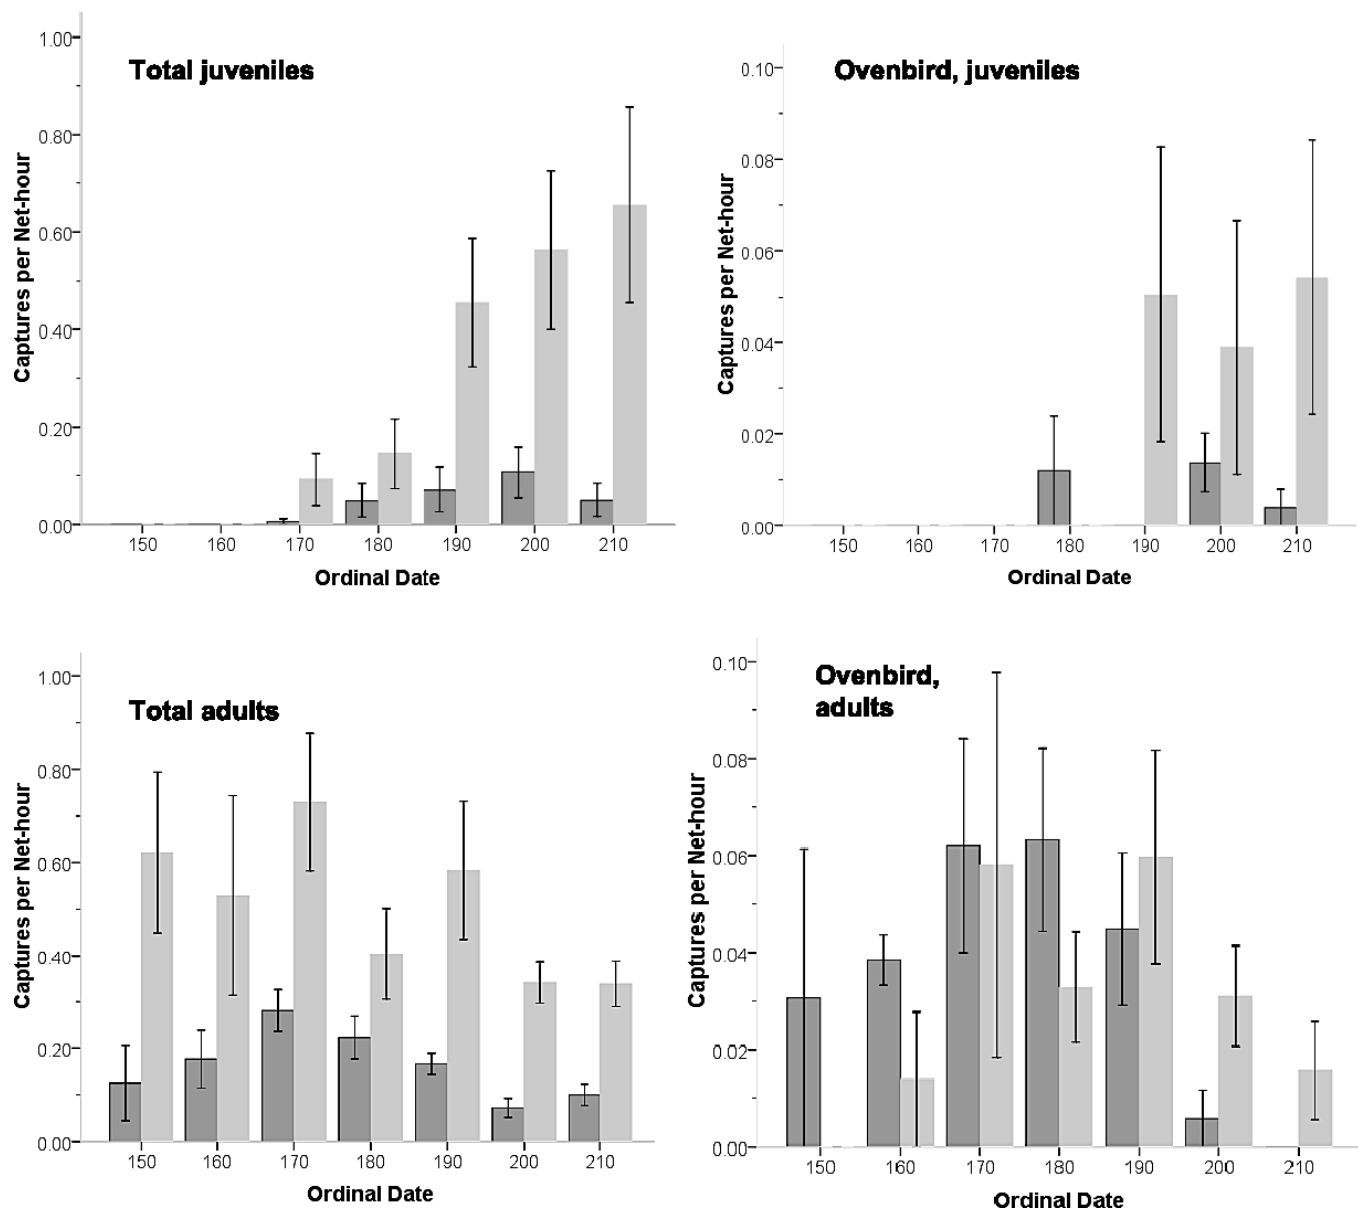 Total juveniles
Captures per Net-hour
1.00
0.80
0.60
0.40
0.20
0.00
150 160 170 180 190 200 210
Ordinal Date
Ovenbird, juveniles
Captures per Net-hour
0.10
0.08
0.06
0.04
0.02
0.00
150 160 170 180 190 200 210
Ordinal Date
Total adults
Captures per Net-hour
1.00
0.80
0.60
0.40
0.20
0.00
150 160 170 180 190 200 210
Ordinal Date
Ovenbird,
adults
Captures per Net-hour
0.10
0.08
0.06
0.04
0.02
0.00
150 160 170 180 190 200 210
Ordinal Date